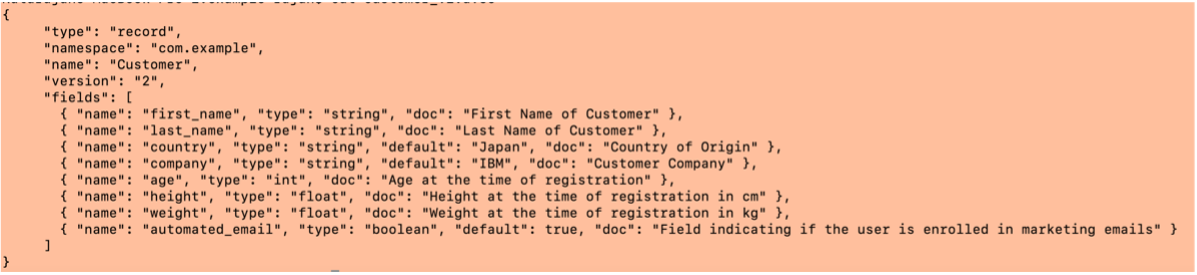 {
"type": "record",
"namespace": "com.example",
"name": "Customer",
"version": "2",
"fields": [
{ "name": "first_name", "type": "string", "doc": "First Name of Customer" },
{ "name": "last_name", "type": "string", "doc": "Last Name of Customer" },
{ "name": "country", "type": "string", "default": "Japan", "doc": "Country of Origin" },
{ "name": "company", "type": "string", "default": "IBM", "doc": "Customer Company" },
{ "name": "age", "type": "int", "doc": "Age at the time of registration" },
{ "name": "height", "type": "float", "doc": "Height at the time of registration in cm" },
{ "name": "weight", "type": "float", "doc": "Weight at the time of registration in kg" },
{ "name": "automated_email", "type": "boolean", "default": true, "doc": "Field indicating if the user is enrolled in marketing emails" }
]
}